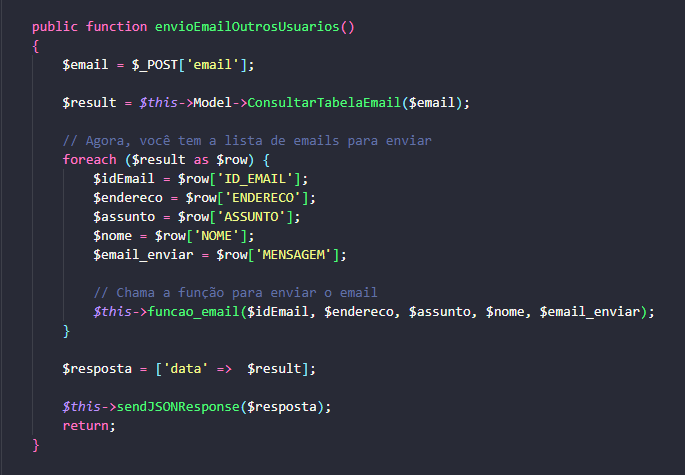 public function envioEmailOutrosUsuarios()
{
$email = $_POST['email'];
$result = $this->Model->ConsultarTabelaEmail($email);
// Agora, você tem a lista de emails para enviar
foreach ($result as $row) {
$idEmail = $row['ID_EMAIL'];
$endereco = $row['ENDERECO'];
$assunto = $row['ASSUNTO'];
$nome = $row['NOME'];
$email_enviar = $row['MENSAGEM'];
// Chama a função para enviar o email
$this->funcao_email($idEmail, $endereco, $assunto, $nome, $email_enviar);
}
$resposta = ['data' =>  $result];
$this->sendJSONResponse($resposta);
return;
}